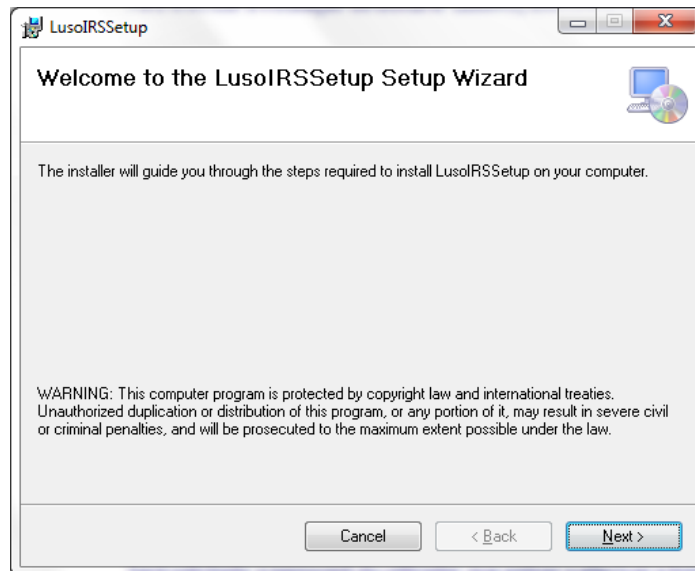 LusoIRSSetup
Welcome to the LusoIRSSetup Setup Wizard
The installer will guide you through the steps required to install LusoIRSSetup on your computer.
WARNING: This computer program is protected by copyright law and international treaties.
Unauthorized duplication or distribution of this program, or any portion of it, may result in severe civil
or criminal penalties, and will be prosecuted to the maximum extent possible under the law.
Cancel
< Back
Next >